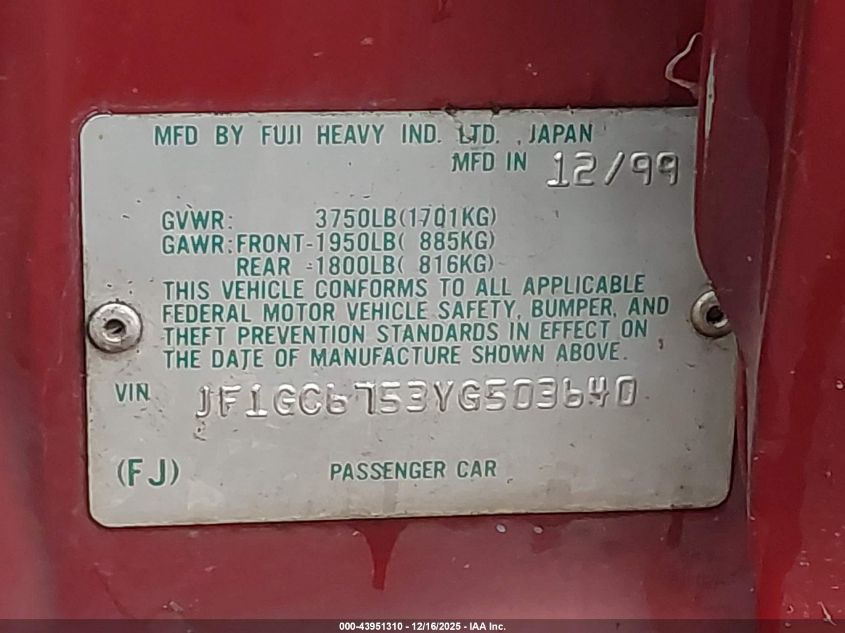 MFD BY FUJI HEAVY IND. LTD. , JAPAN
MFD IN 12/99
GVWR: 3750LB(1701KG)
GAWR:FRONT-1950LB( 885KG)
REAR -1800LB( 816KG)
THIS VEHICLE CONFORMS TO ALL APPLICABLE
FEDERAL MOTOR VEHICLE SAFETY, BUMPER, AND
THEFT PREVENTION STANDARDS IN EFFECT ON
THE DATE OF MANUFACTURE SHOWN ABOVE.
VIN JF1GC6753YG503640
(FJ) PASSENGER CAR
000-43951310 - 12/16/2025 - IAA Inc.